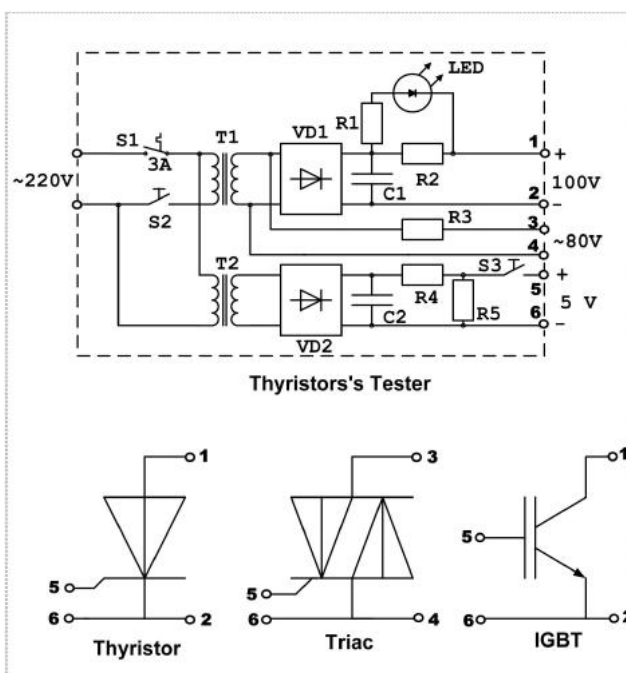 LED
R1
S1 T1 VD1
3A R2 1 +
~220V C1 100V
S2 2 -
R3 3
~80V
4
T2 S3 +
R4 5
C2 R5 5 V
6 -
VD2
Thyristors's Tester
1 3 1
5 5 5
6 2 6 4 6 2
Thyristor Triac IGBT